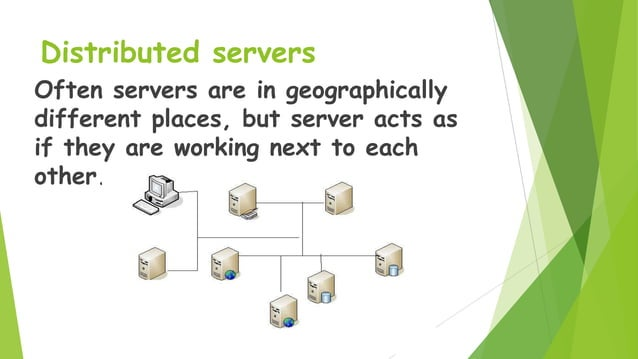 Distributed servers
Often servers are in geographically
different places, but server acts as
if they are working next to each
other.